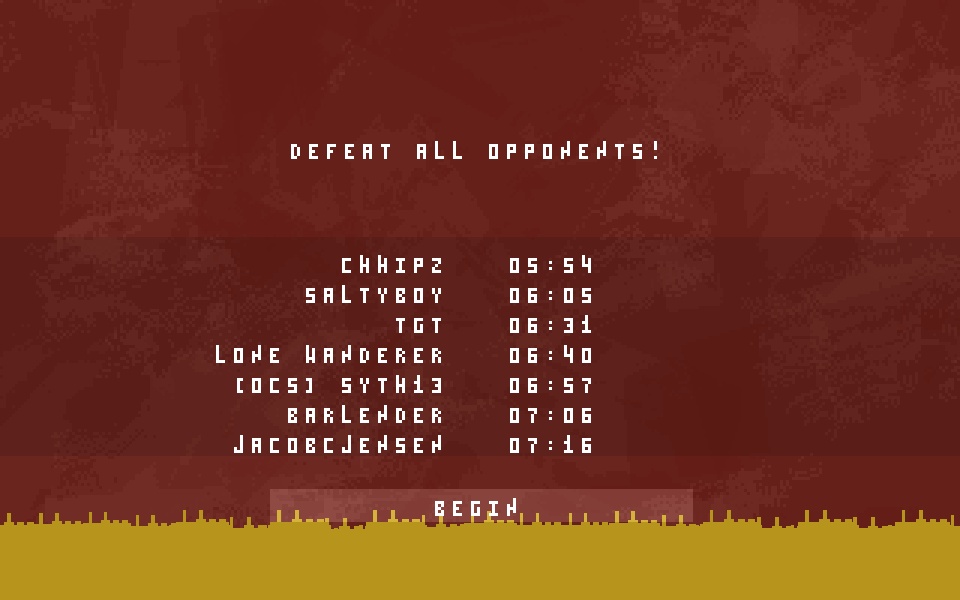 DEFEAT ALL OPPONENTS!
CHHIPZ 05:54
SALTYBOY 06:05
TGT 06:31
LONE WANDERER 06:40
[OCS] SYTH13 06:57
BARLENDER 07:06
JACOBCJENSEN 07:16
BEGIN